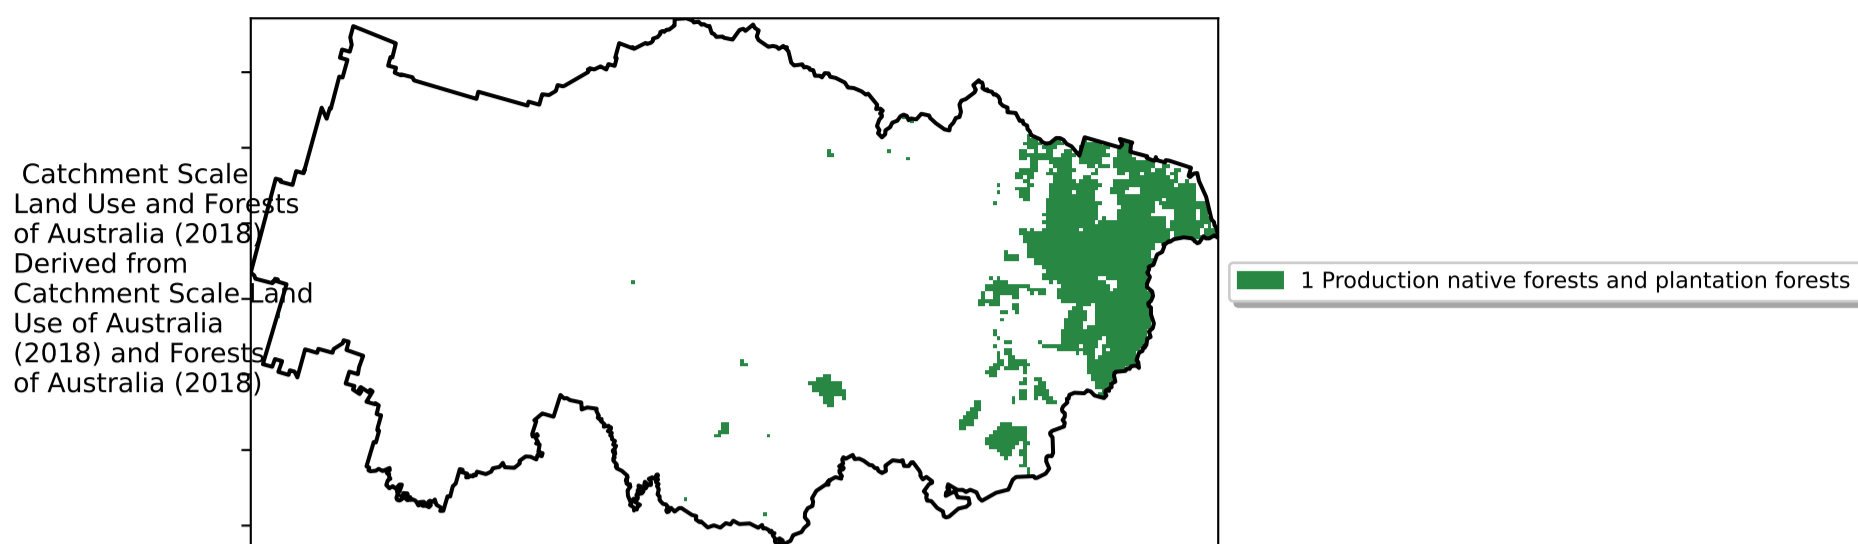 Catchment Scale
Land Use and Forests
of Australia (2018)
Derived from
Catchment Scale Land
Use of Australia
(2018) and Forests
of Australia (2018)
1 Production native forests and plantation forests